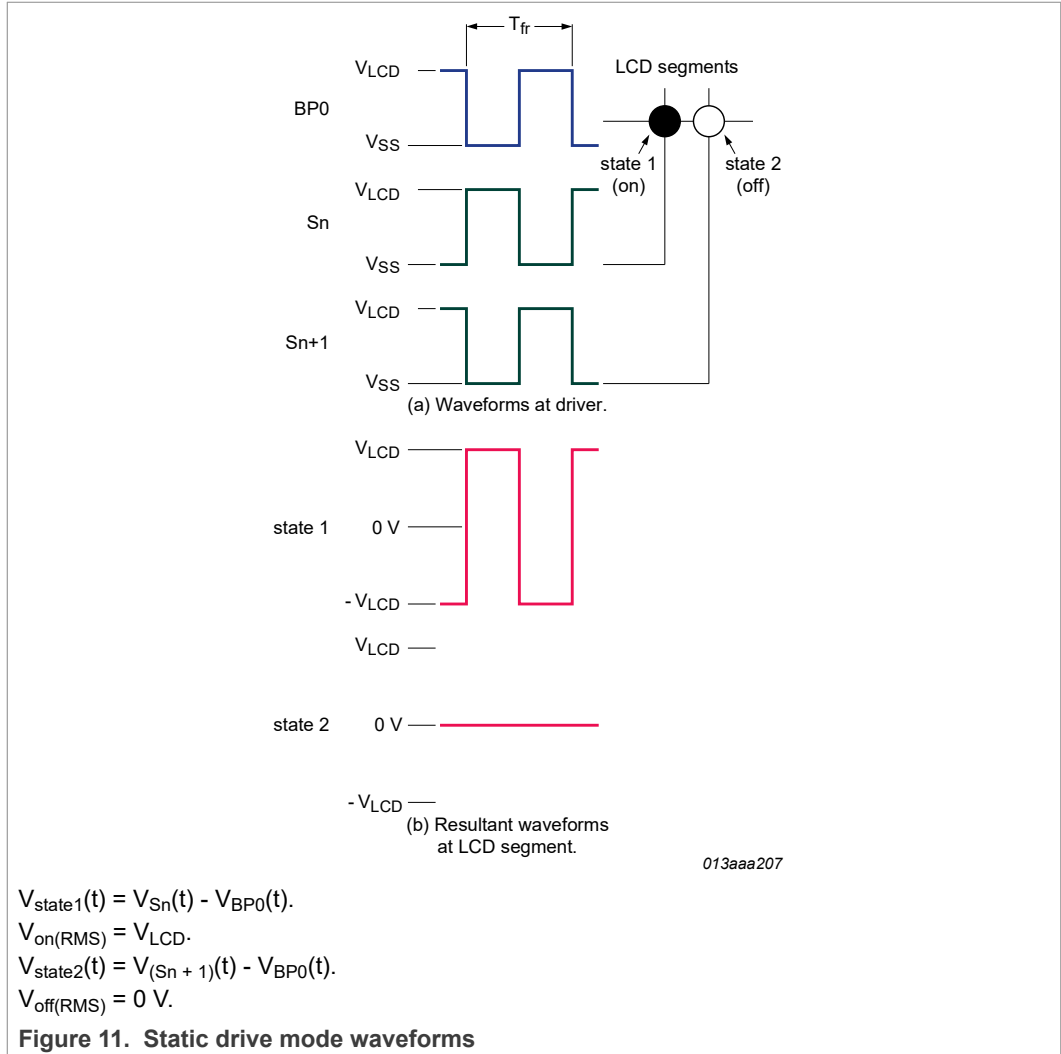 Tfr
VLCD
LCD segments
BP0
VSS
state 1
(on)
state 2
(off)
VLCD
Sn
VSS
VLCD
Sn+1
VSS
(a) Waveforms at driver.
VLCD
state 1
0 V
- VLCD
VLCD
state 2
0 V
- VLCD
(b) Resultant waveforms
at LCD segment.
013aaa207
Vstate1(t) = VSn(t) - VBP0(t).
Von(RMS) = VLCD.
Vstate2(t) = V(Sn + 1)(t) - VBP0(t).
Voff(RMS) = 0 V.
Figure 11. Static drive mode waveforms